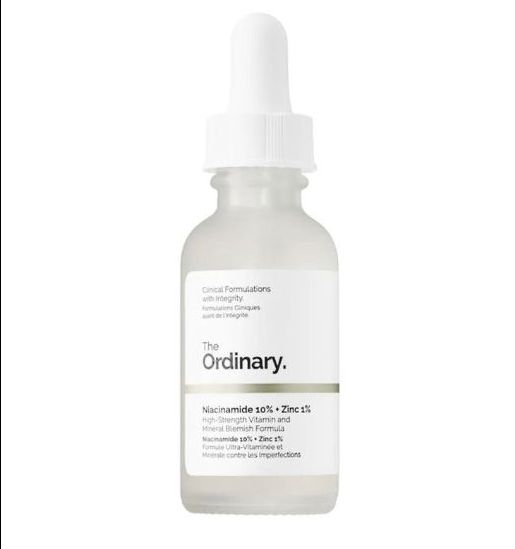 Clinical Formulations
with Integrity.
Formulations Cliniques
ayant de l'intégrité.
The
Ordinary.
Niacinamide 10% + Zinc 1%
High-Strength Vitamin and
Mineral Blemish Formula
Niacinamide 10% + Zinc 1%
Formule Ultra-Vitaminée et
Minérale contre les Imperfections